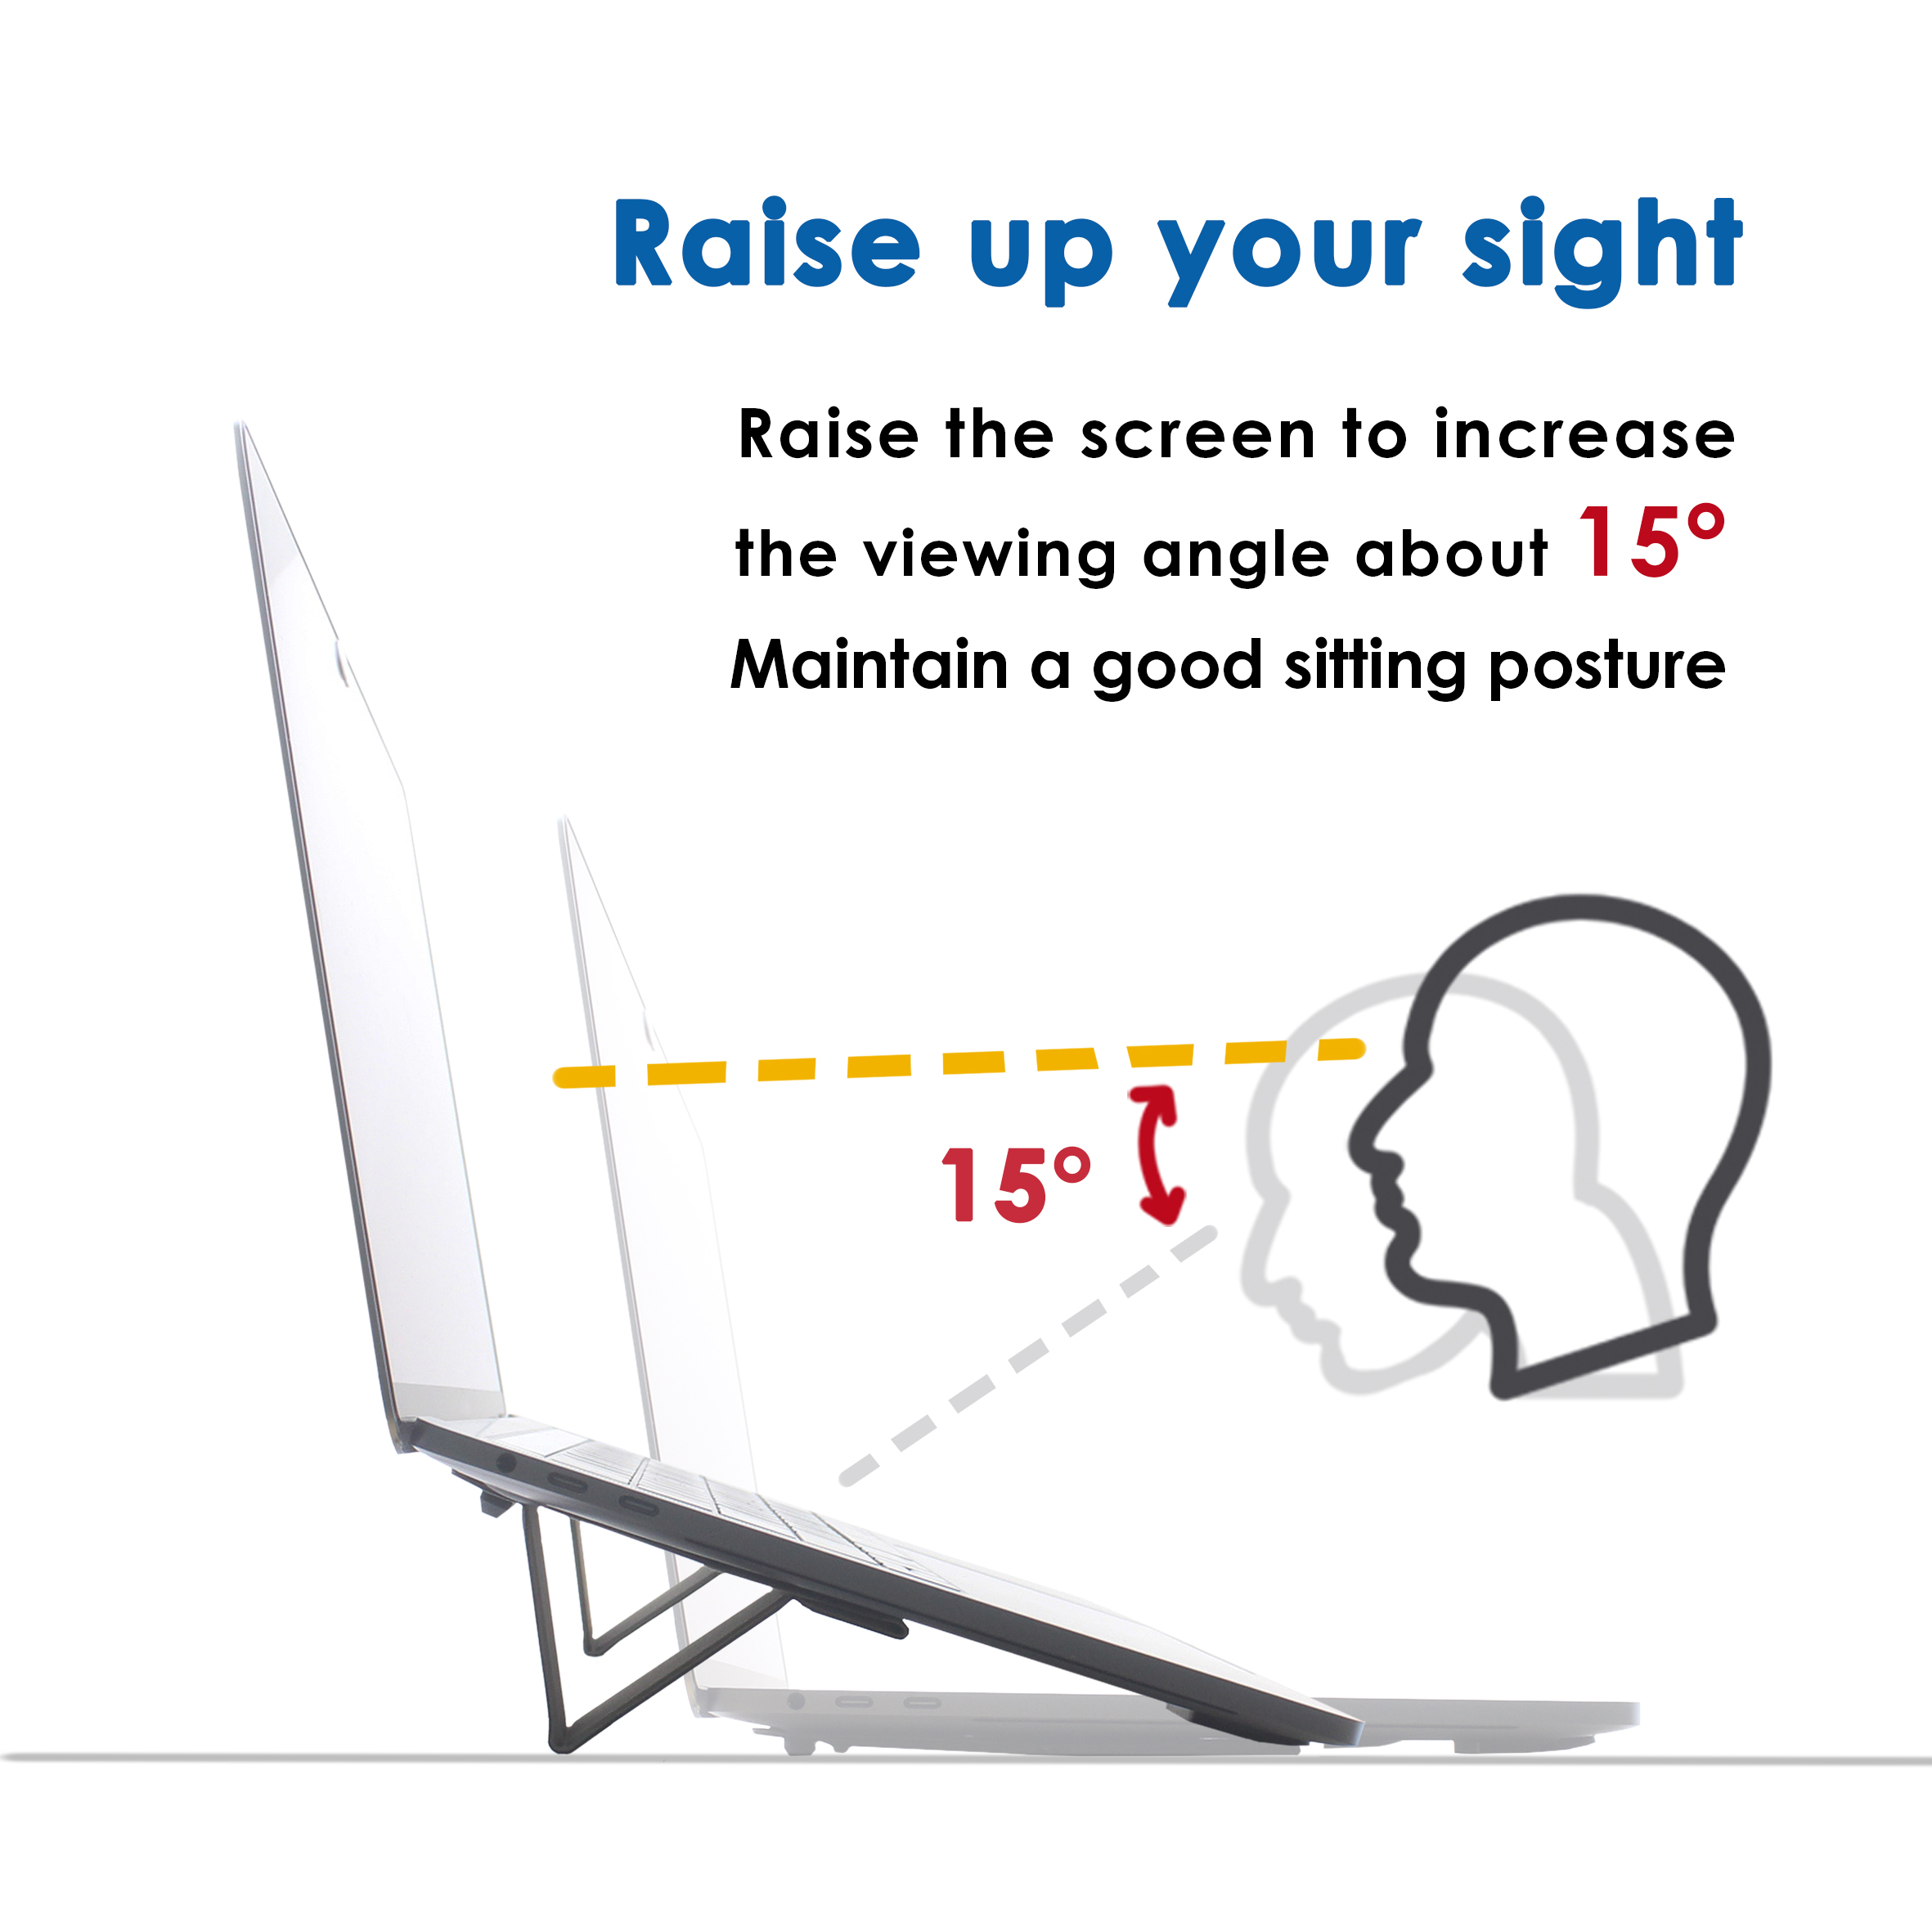 Raise up your sight
Raise the screen to increase
the viewing angle about 15°
Maintain a good sitting posture
15°